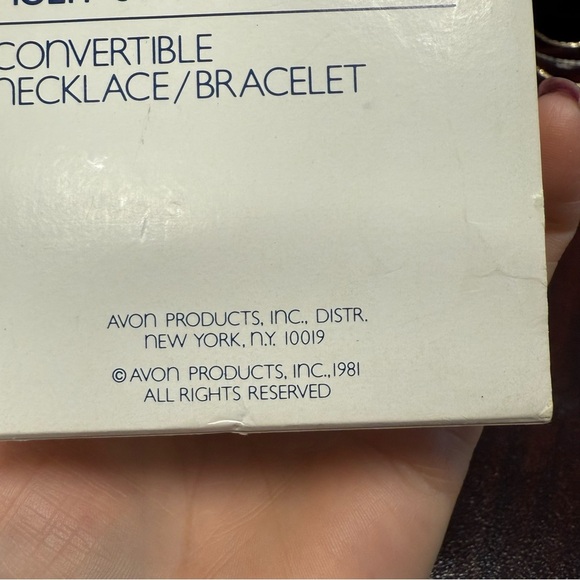 CONVERTIBLE
NECKLACE/BRACELET
AVON PRODUCTS, INC., DISTR.
NEW YORK, N.Y. 10019
© AVON PRODUCTS, INC., 1981
ALL RIGHTS RESERVED